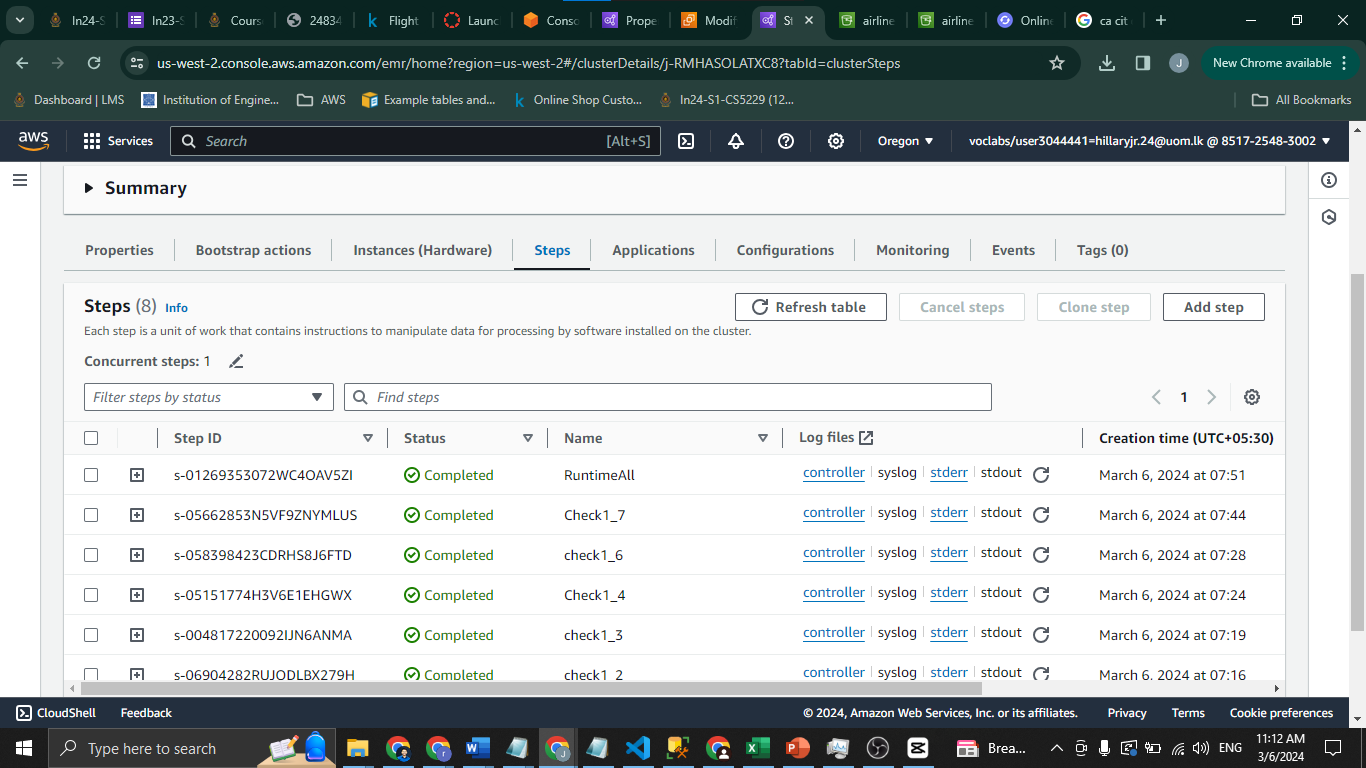 In24-S
In23-S
Cours
24834
Flight
Launc
Conso
Prope
Modif
St
airline
airline
Online
ca cit
us-west-2.console.aws.amazon.com/emr/home?region=us-west-2#/clusterDetails/j-RMHASOLATXC8?tabId=clusterSteps
J
New Chrome available
Dashboard | LMS
Institution of Engine...
AWS
Example tables and...
Online Shop Custo...
In24-S1-CS5229 (12...
All Bookmarks
aws
Services
Search
[Alt+S]
Oregon
voclabs/user3044441=hillaryjr.24@uom.lk @ 8517-2548-3002
Summary
Properties
Bootstrap actions
Instances (Hardware)
Steps
Applications
Configurations
Monitoring
Events
Tags (0)
Steps (8) Info
Refresh table
Cancel steps
Clone step
Add step
Each step is a unit of work that contains instructions to manipulate data for processing by software installed on the cluster.
Concurrent steps: 1
Filter steps by status
Find steps
1
Step ID Status Name Log files Creation time (UTC+05:30)
s-01269353072WC4OAV5ZI Completed RuntimeAll controller syslog stderr stdout March 6, 2024 at 07:51
s-05662853N5VF9ZNYMLUS Completed Check1_7 controller syslog stderr stdout March 6, 2024 at 07:44
s-058398423CDRHS8J6FTD Completed check1_6 controller syslog stderr stdout March 6, 2024 at 07:28
s-05151774H3V6E1EHGWX Completed Check1_4 controller syslog stderr stdout March 6, 2024 at 07:24
s-004817220092IJN6ANMA Completed check1_3 controller syslog stderr stdout March 6, 2024 at 07:19
s-06904282RUJODLBX279H Completed check1_2 controller syslog stderr stdout March 6, 2024 at 07:16
CloudShell
Feedback
© 2024, Amazon Web Services, Inc. or its affiliates.
Privacy
Terms
Cookie preferences
Type here to search
Brea...
ENG
11:12 AM
3/6/2024